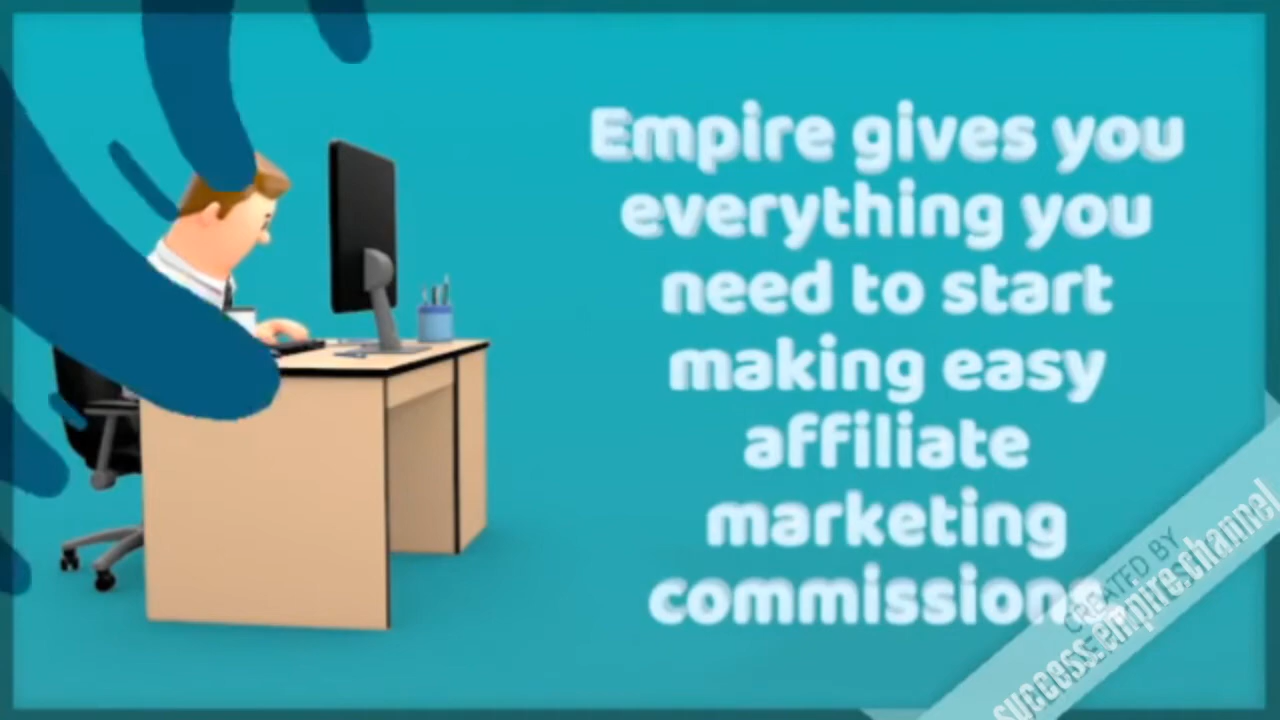 Empire gives you
everything you
need to start
making easy
affiliate
marketing
commissions.
CREATED BY
success.empire.channel